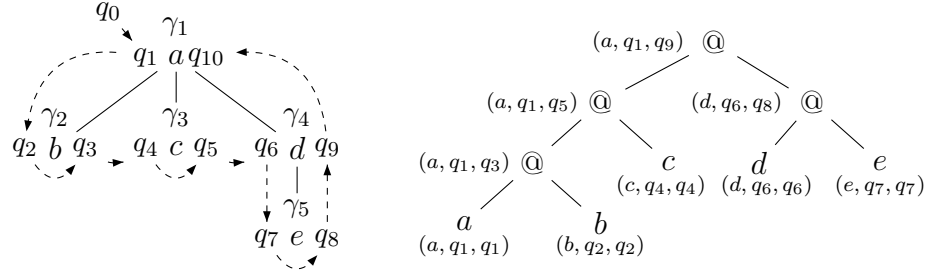 q0
γ1
q1 a q10
γ2 γ3 γ4
q2 b q3 q4 c q5 q6 d q9
γ5
q7 e q8
(a, q1, q9) @
(a, q1, q5) @ (d, q6, q8) @
(a, q1, q3) @ c d e
(c, q4, q4) (d, q6, q6) (e, q7, q7)
a b
(a, q1, q1) (b, q2, q2)